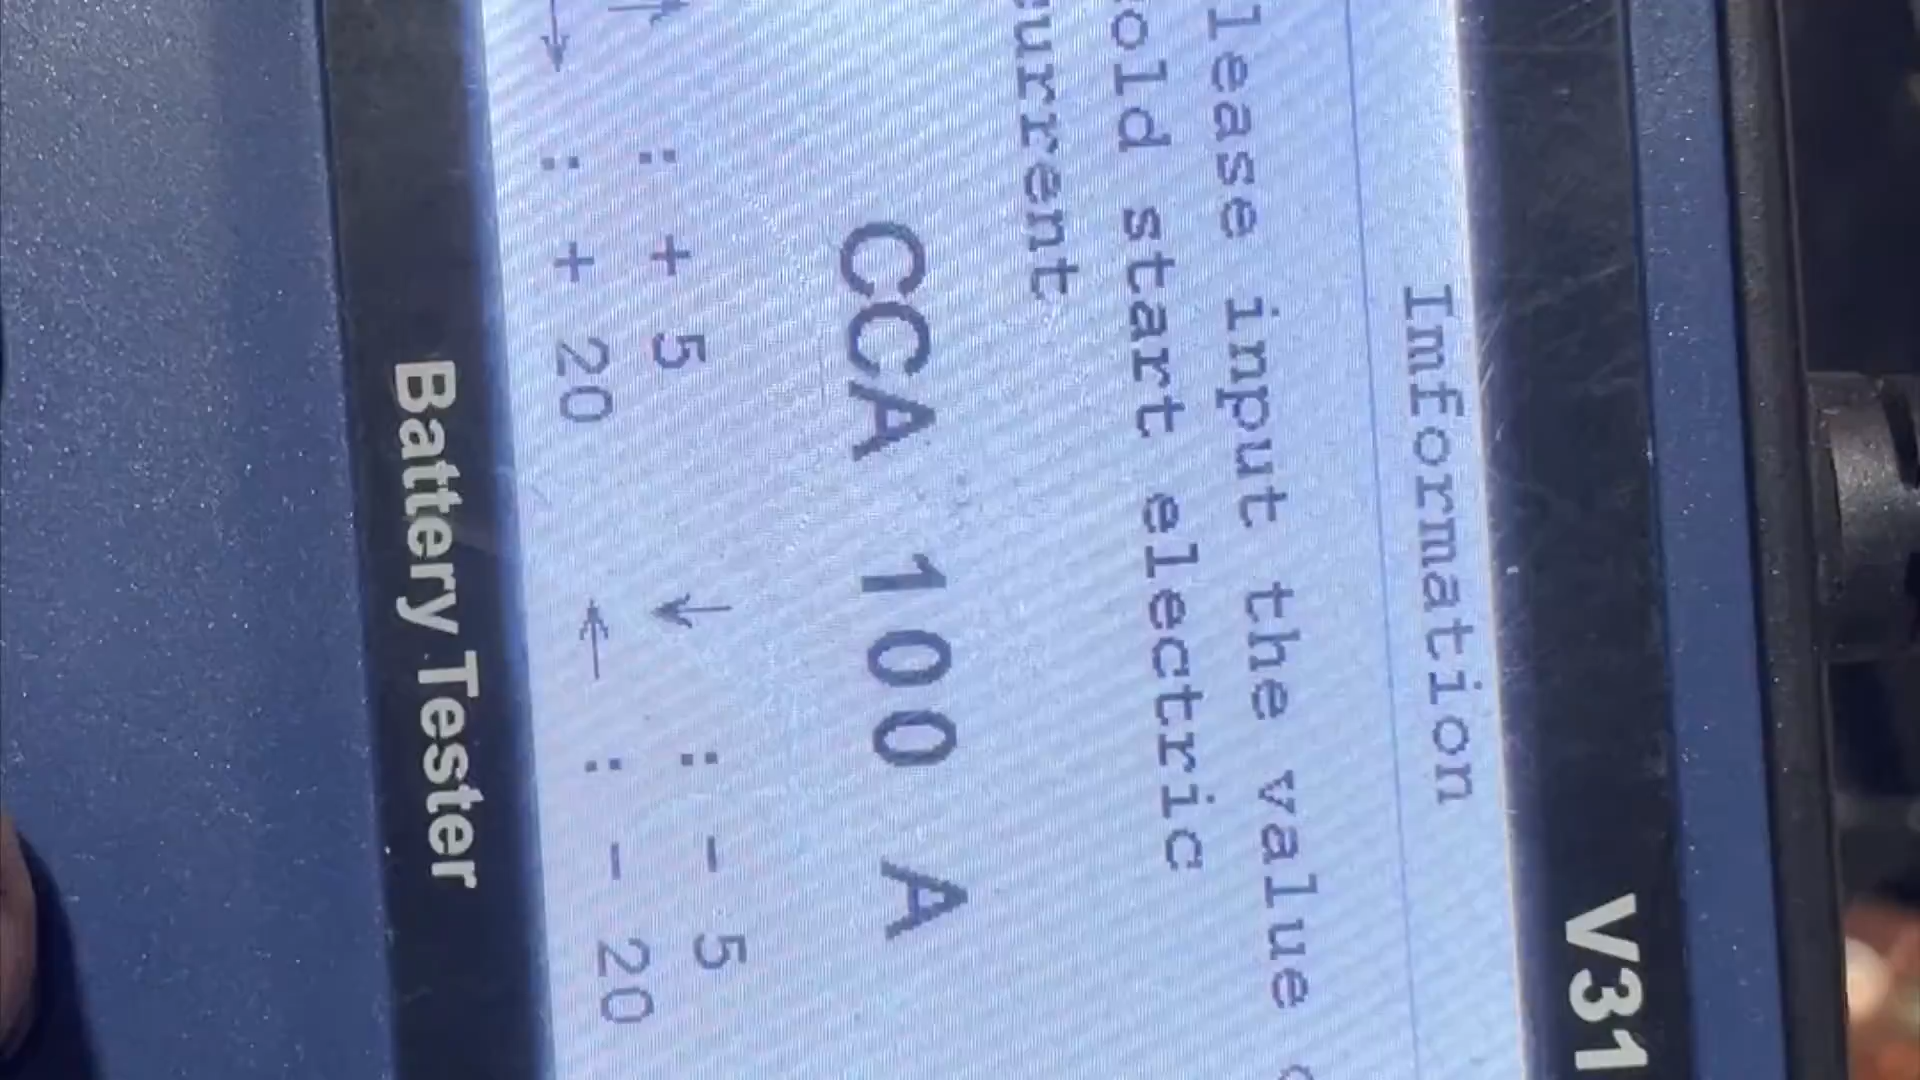 V31
Imformation
lease input the value
old start electric
urrent
CCA 100 A
↑ : + 5 ↓ : - 5
→ : + 20 ← : - 20
Battery Tester